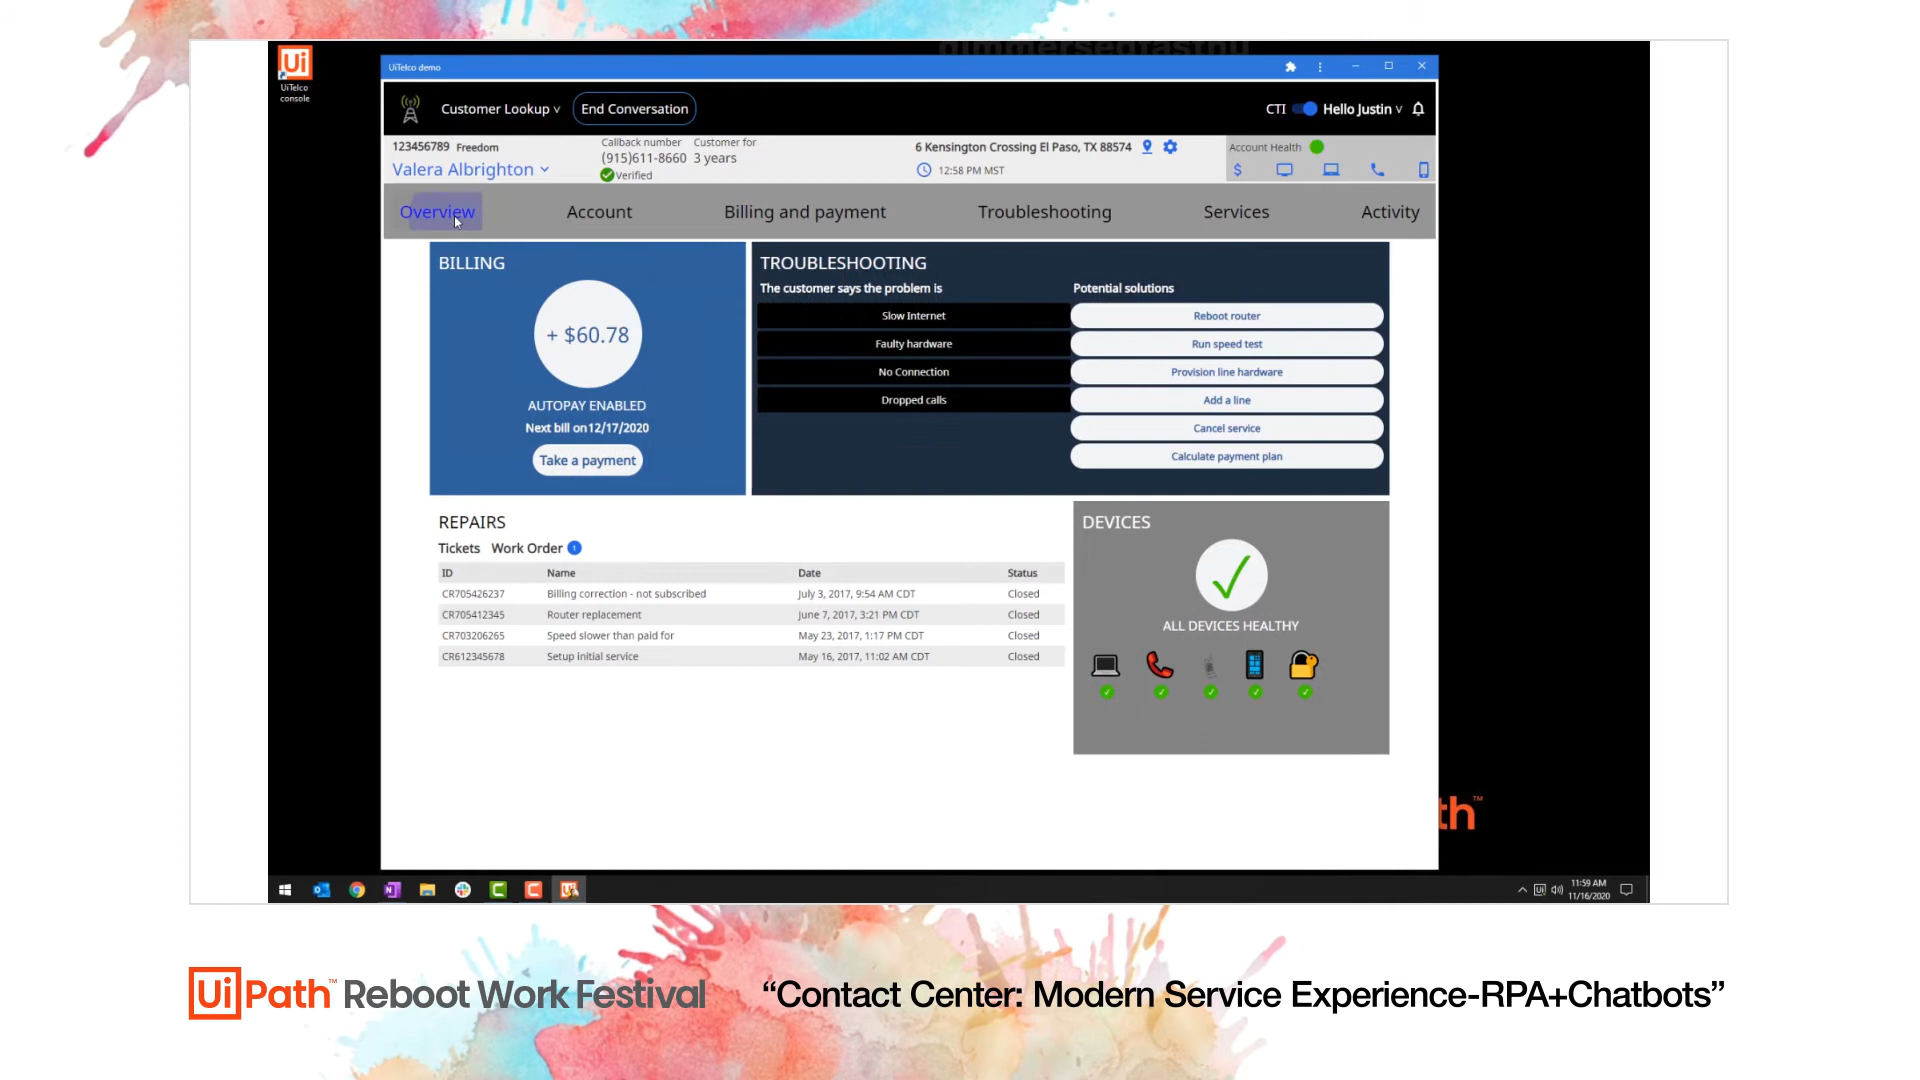 Ui
UiTelco
console
UiTelco demo
Customer Lookup v
End Conversation
CTI
Hello Justin v
123456789 Freedom
Valera Albrighton
Callback number
(915)611-8660
Verified
Customer for
3 years
6 Kensington Crossing El Paso, TX 88574
12:58 PM MST
Account Health
$
Overview
Account
Billing and payment
Troubleshooting
Services
Activity
BILLING
+ $60.78
AUTOPAY ENABLED
Next bill on12/17/2020
Take a payment
TROUBLESHOOTING
The customer says the problem is
Slow Internet
Faulty hardware
No Connection
Dropped calls
Potential solutions
Reboot router
Run speed test
Provision line hardware
Add a line
Cancel service
Calculate payment plan
REPAIRS
Tickets Work Order 1
ID Name Date Status
CR705426237 Billing correction - not subscribed July 3, 2017, 9:54 AM CDT Closed
CR705412345 Router replacement June 7, 2017, 3:21 PM CDT Closed
CR703206265 Speed slower than paid for May 23, 2017, 1:17 PM CDT Closed
CR612345678 Setup initial service May 16, 2017, 11:02 AM CDT Closed
DEVICES
ALL DEVICES HEALTHY
th™
11:59 AM
11/16/2020
UiPath™ Reboot Work Festival
“Contact Center: Modern Service Experience-RPA+Chatbots”